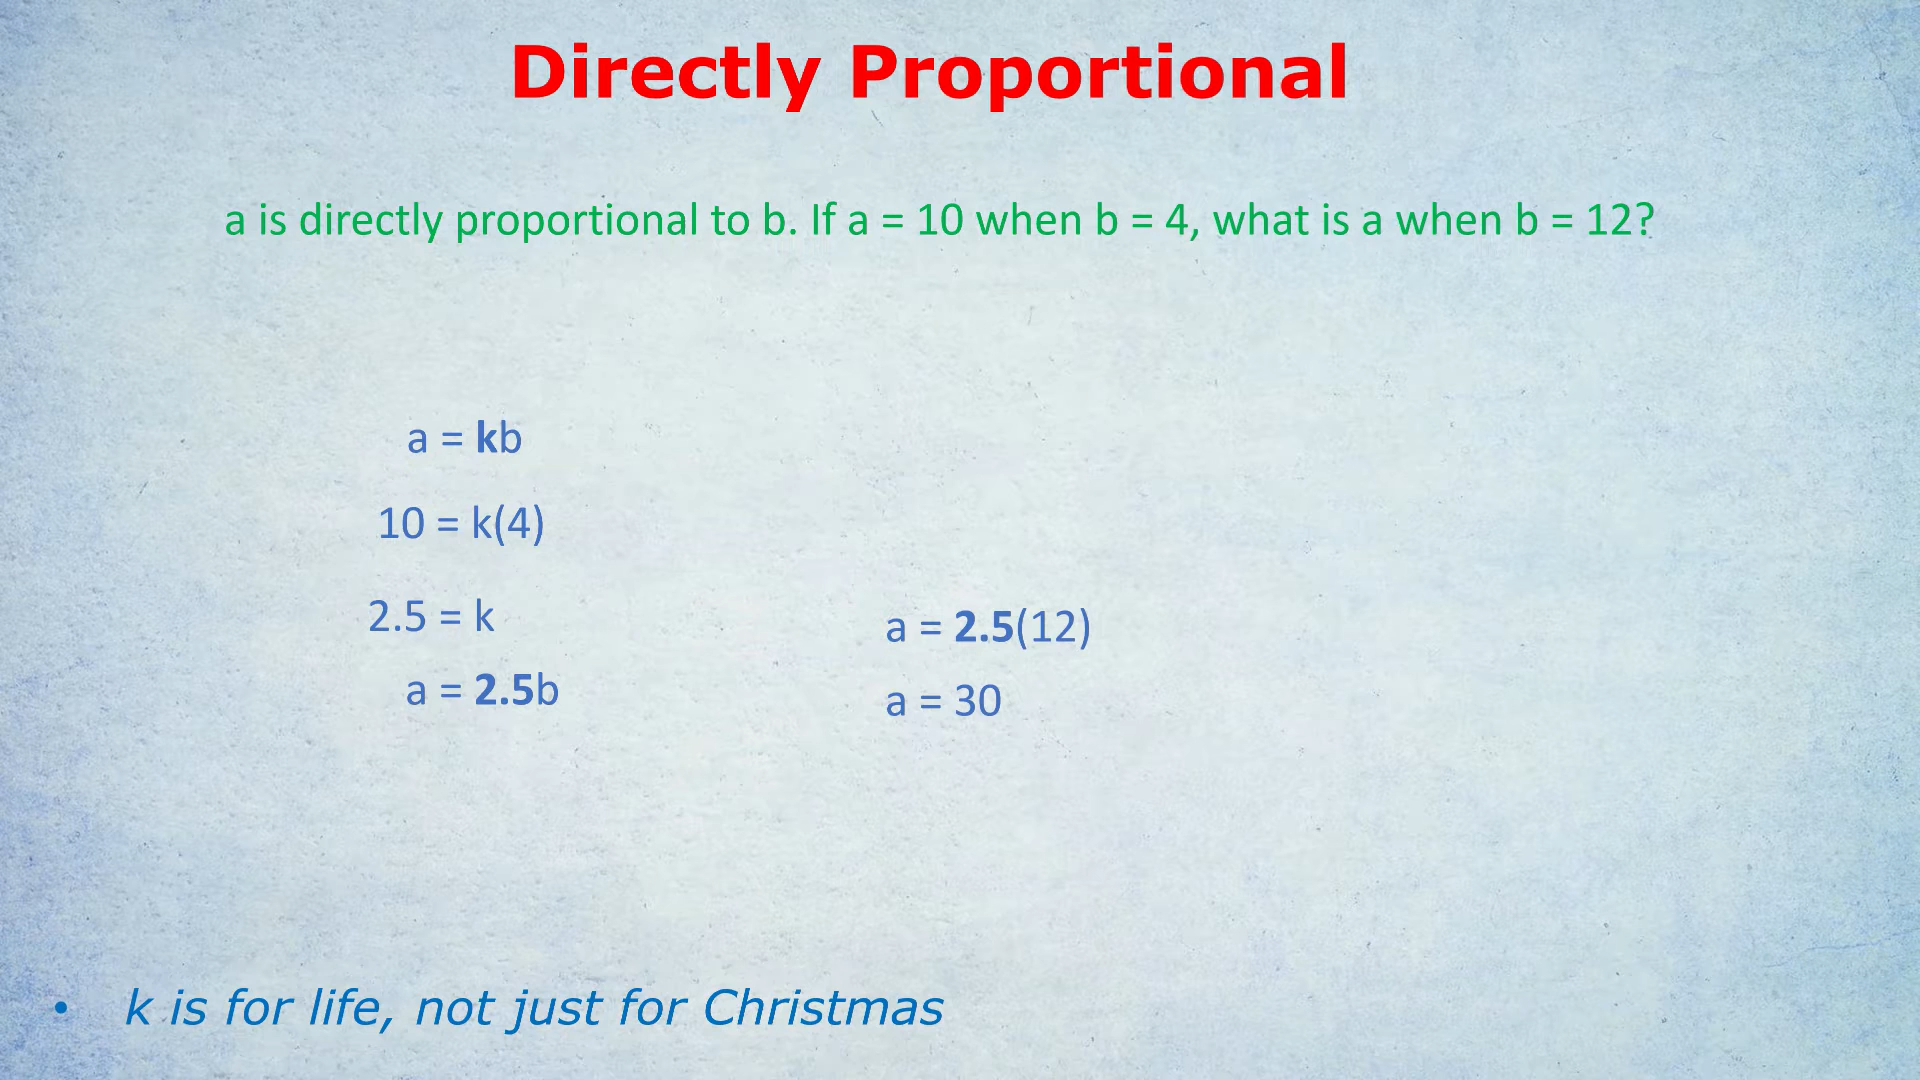 Directly Proportional
a is directly proportional to b. If a = 10 when b = 4, what is a when b = 12?
a = kb
10 = k(4)
2.5 = k
a = 2.5b
a = 2.5(12)
a = 30
• k is for life, not just for Christmas